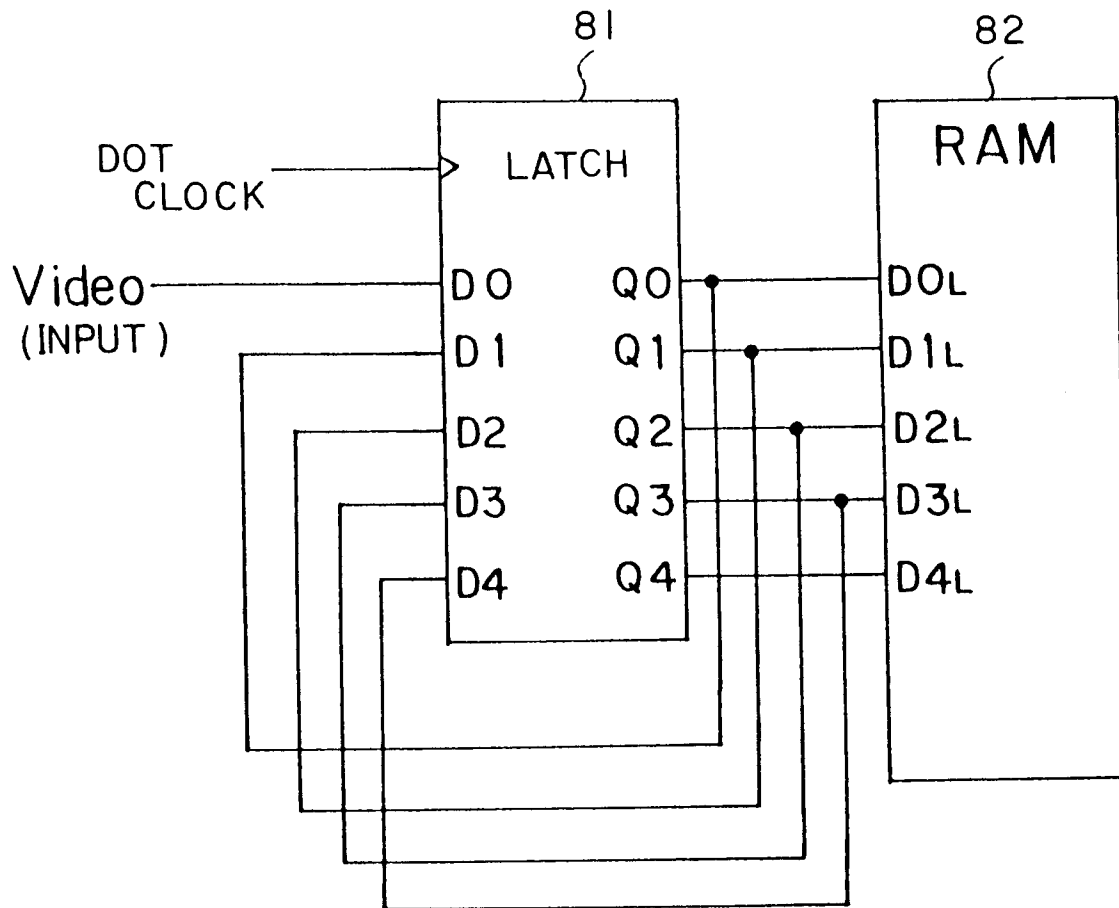 81
82
RAM
DOT
CLOCK
LATCH
Video
(INPUT)
D0 Q0 D0L
D1 Q1 D1L
D2 Q2 D2L
D3 Q3 D3L
D4 Q4 D4L